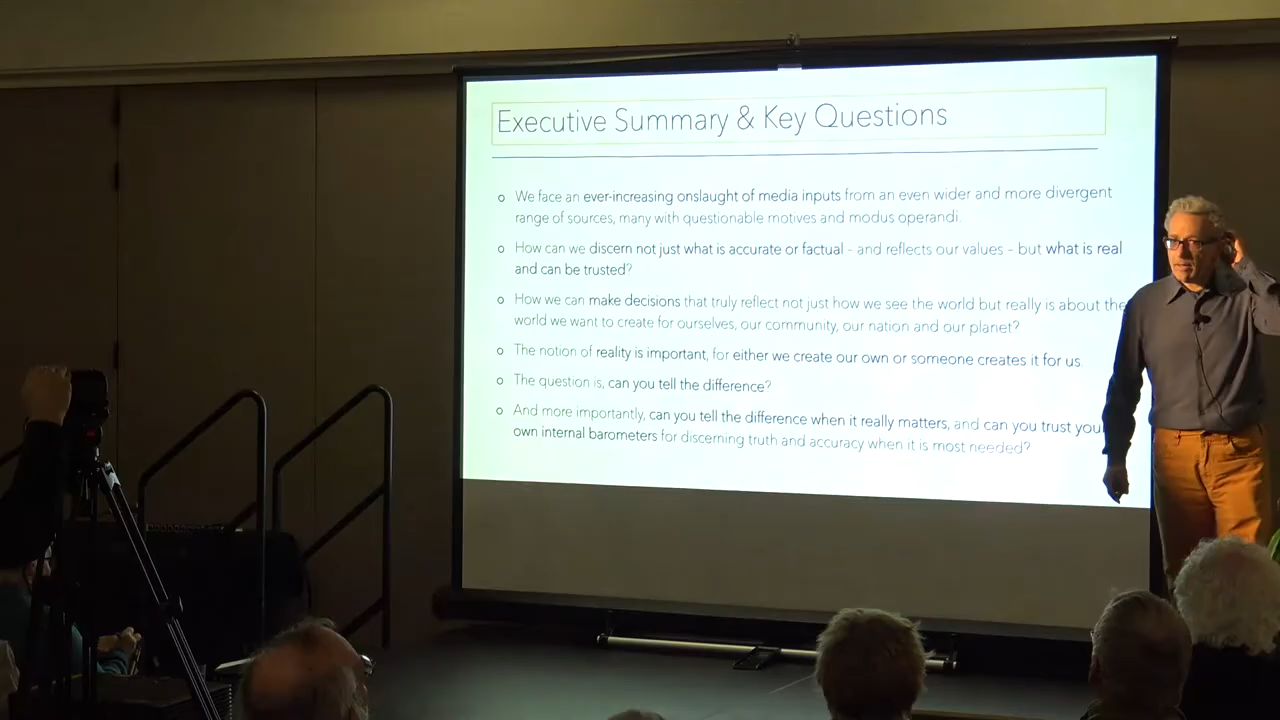 Executive Summary & Key Questions
We face an ever-increasing onslaught of media inputs from an even wider and more divergent
range of sources, many with questionable motives and modus operandi.
How can we discern not just what is accurate or factual – and reflects our values – but what is real
and can be trusted?
How we can make decisions that truly reflect not just how we see the world but really is about the
world we want to create for ourselves, our community, our nation and our planet?
The notion of reality is important, for either we create our own or someone creates it for us.
The question is, can you tell the difference?
And more importantly, can you tell the difference when it really matters, and can you trust your
own internal barometers for discerning truth and accuracy when it is most needed?